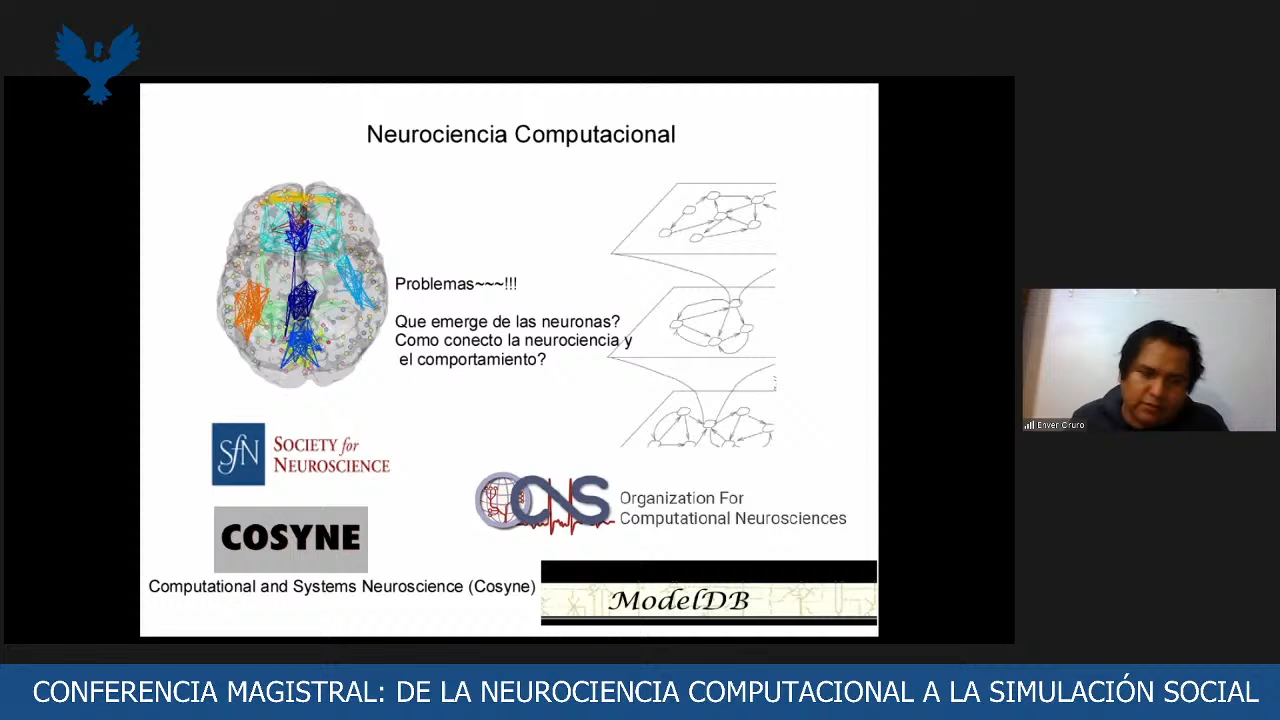 Neurociencia Computacional
Problemas~~~!!!
Que emerge de las neuronas?
Como conecto la neurociencia y
el comportamiento?
SfN
SOCIETY for
NEUROSCIENCE
COSYNE
Computational and Systems Neuroscience (Cosyne)
CNS
Organization For
Computational Neurosciences
ModelDB
Enver Oruro
CONFERENCIA MAGISTRAL: DE LA NEUROCIENCIA COMPUTACIONAL A LA SIMULACIÓN SOCIAL